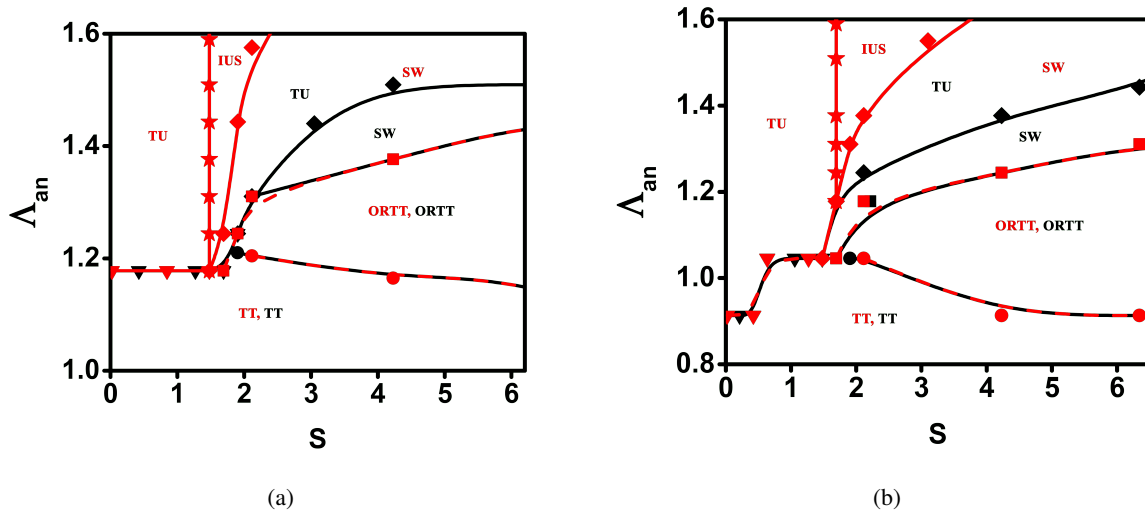 1.6
1.4
1.2
1.0
Λan
0 1 2 3 4 5 6
S
TU
IUS
TU
SW
SW
ORTT, ORTT
TT, TT
(a)
1.6
1.4
1.2
1.0
0.8
Λan
0 1 2 3 4 5 6
S
TU
IUS
TU
SW
SW
ORTT, ORTT
TT, TT
(b)